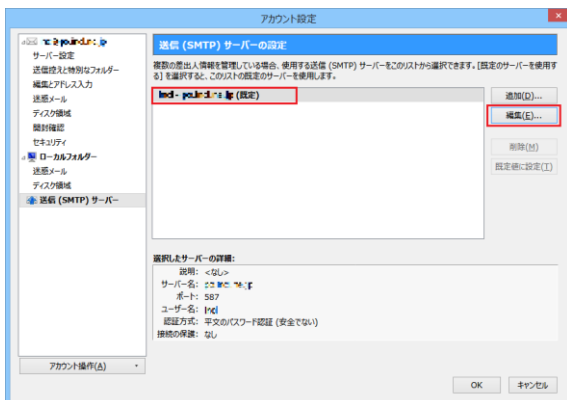 アカウント設定
サーバー設定
送信控えと特別なフォルダー
編集とアドレス入力
迷惑メール
ディスク領域
開封確認
セキュリティ
ローカルフォルダー
迷惑メール
ディスク領域
送信 (SMTP) サーバー
アカウント操作(A)
送信 (SMTP) サーバーの設定
複数の差出人情報を管理している場合、使用する送信 (SMTP) サーバーをこのリストから選択できます。[既定のサーバーを使用す
る] を選択すると、このリストの既定のサーバーを使用します。
(既定)
追加(D)...
編集(E)...
削除(M)
既定値に設定(T)
選択したサーバーの詳細:
説明: <なし>
サーバー名:
ポート: 587
ユーザー名:
認証方式: 平文のパスワード認証 (安全でない)
接続の保護: なし
OK
キャンセル